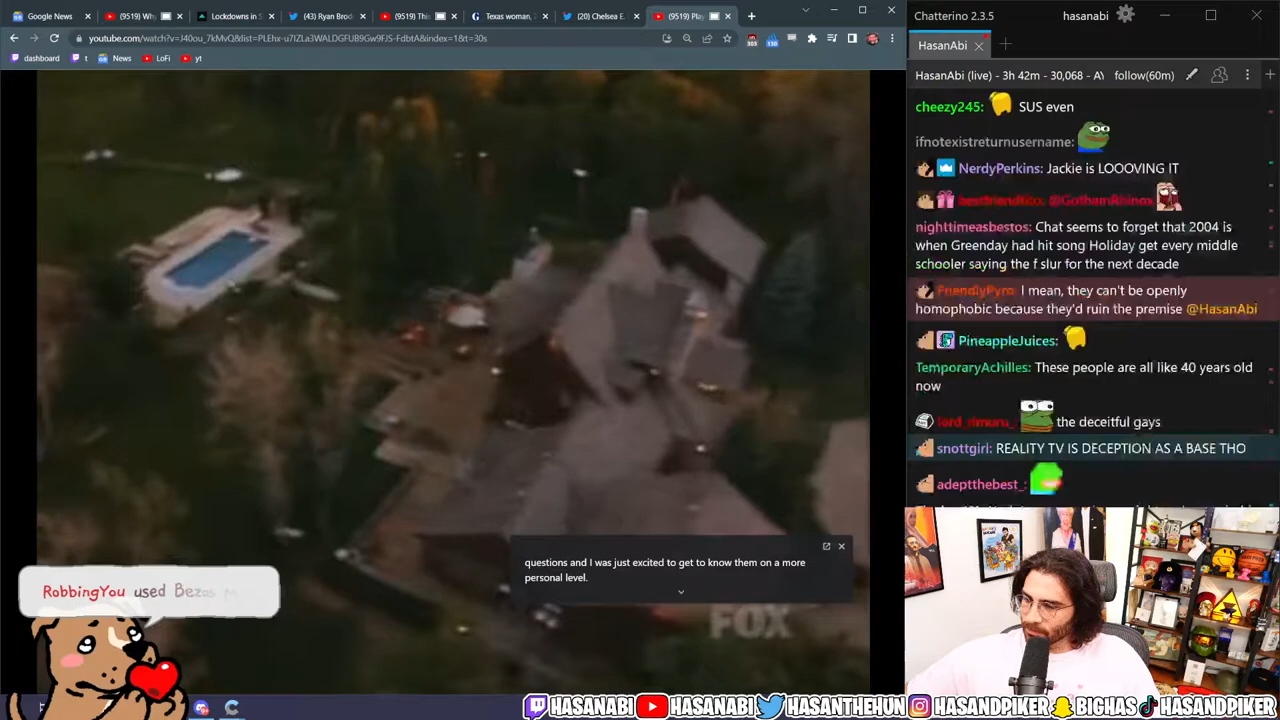 Google News
(9519) Wh
Lockdowns in S
(43) Ryan Brod
(9519) This
Texas woman,
(20) Chelsea E
(9519) Play
youtube.com/watch?v=J40ou_7kMvQ&list=PLEhx-u7IZLa3WALDGFUB9Gw9FJS-FdbtA&index=1&t=30s
dashboard
t
News
LoFi
yt
questions and I was just excited to get to know them on a more
personal level.
FOX
RobbingYou used Bezos
Chatterino 2.3.5
hasanabi
HasanAbi
HasanAbi (live) - 3h 42m - 30,068 - A\
follow(60m)
cheezy245: SUS even
ifnotexistreturnusername:
NerdyPerkins: Jackie is LOOOVING IT
bestfriendtito: @GothamRhinox
nighttimeasbestos: Chat seems to forget that 2004 is
when Greenday had hit song Holiday get every middle
schooler saying the f slur for the next decade
FriendlyPyro: I mean, they can't be openly
homophobic because they'd ruin the premise @HasanAbi
PineappleJuices:
TemporaryAchilles: These people are all like 40 years old
now
lord_rimuru_: the deceitful gays
snottgirl: REALITY TV IS DECEPTION AS A BASE THO
adeptthebest_:
HASANABI
HASANABI
HASANTHEHUN
HASANDPIKER
BIGHAS
HASANDPIKER